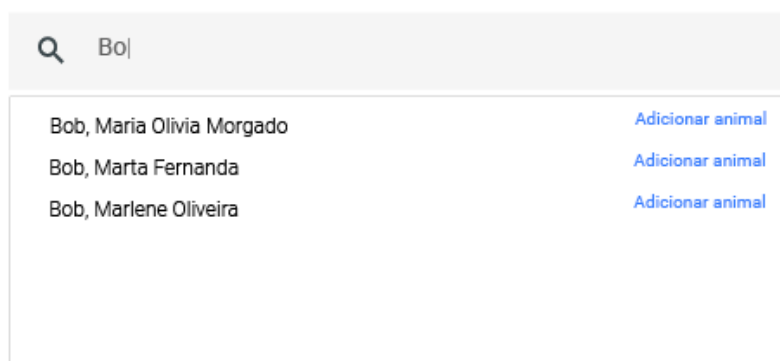 Bo
Bob, Maria Olivia Morgado Adicionar animal
Bob, Marta Fernanda Adicionar animal
Bob, Marlene Oliveira Adicionar animal